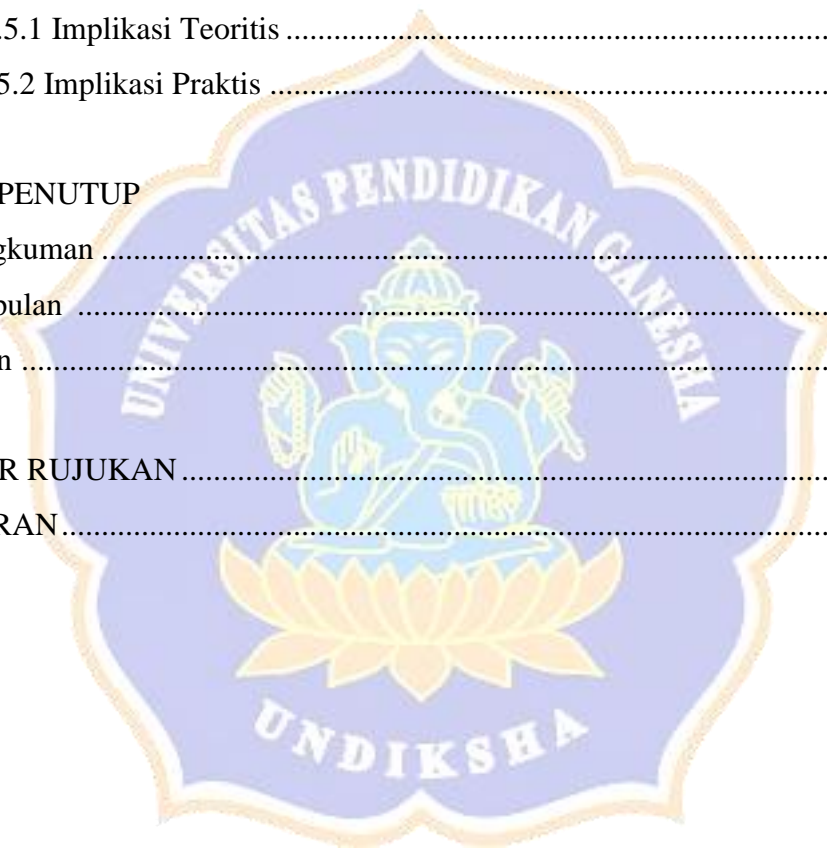 .5.1 Implikasi Teoritis ...............................................................................
5.2 Implikasi Praktis .................................................................................
PENUTUP
gkuman ...................................................................................................
pulan .....................................................................................................
n ............................................................................................................
R RUJUKAN ........................................................................................
RAN ......................................................................................................
UNIVERSITAS PENDIDIKAN GANESHA
UNDIKSHA